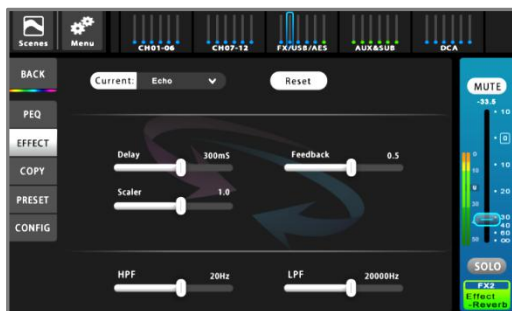 Scenes
Menu
CH01-06
CH07-12
FX/USB/AES
AUX&SUB
DCA
BACK
Current:
Echo
Reset
MUTE
-33.5
PEQ
10
0
EFFECT
Delay
300mS
Feedback
0.5
COPY
10
Scaler
1.0
PRESET
20
CONFIG
30
40
60
∞
SOLO
HPF
20Hz
LPF
20000Hz
FX2
Effect
-Reverb